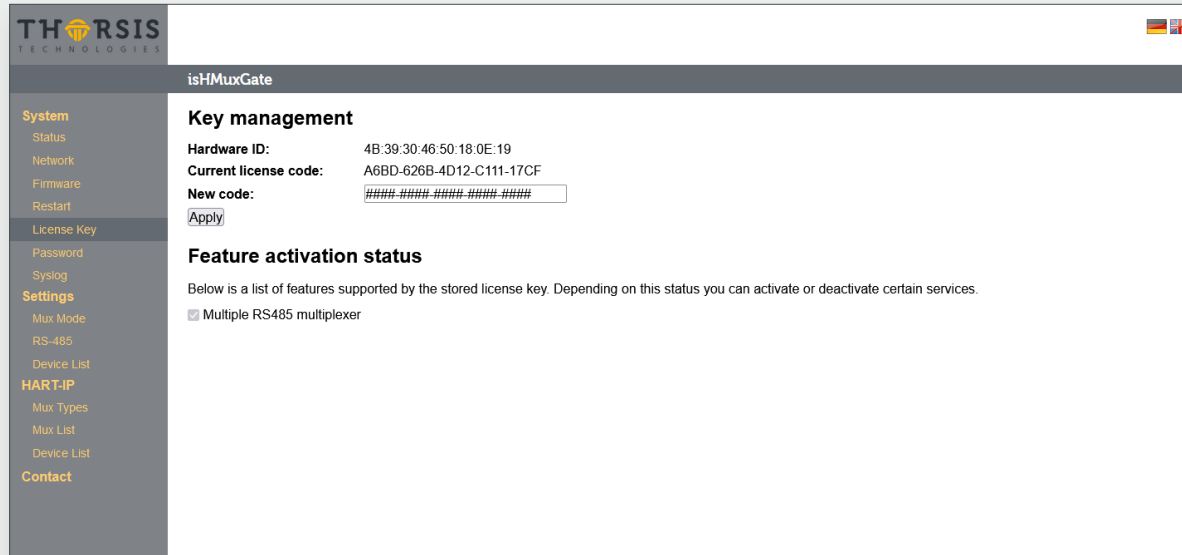 THORSIS
TECHNOLOGIES
isHMuxGate
System
Status
Network
Firmware
Restart
License Key
Password
Syslog
Settings
Mux Mode
RS-485
Device List
HART-IP
Mux Types
Mux List
Device List
Contact
Key management
Hardware ID: 4B:39:30:46:50:18:0E:19
Current license code: A6BD-626B-4D12-C111-17CF
New code: ####-####-####-####-####
Apply
Feature activation status
Below is a list of features supported by the stored license key. Depending on this status you can activate or deactivate certain services.
Multiple RS485 multiplexer